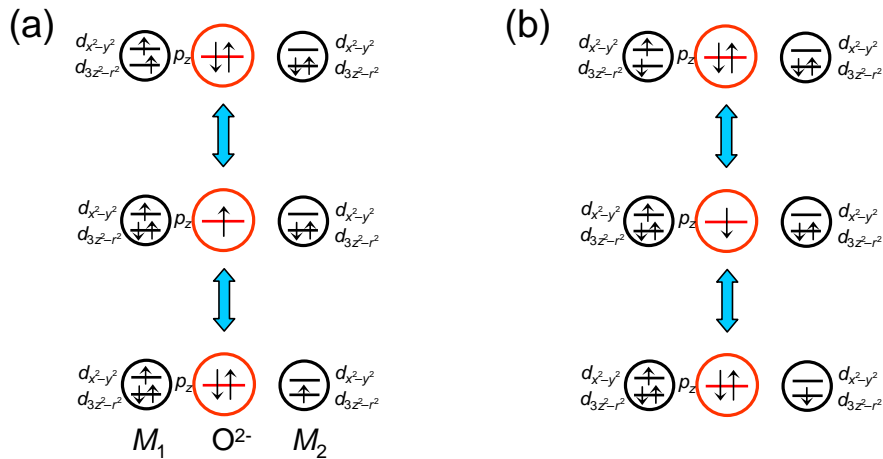 (a) (b)
dx²–y² pz dx²–y² dx²–y² pz dx²–y²
d3z²–r² d3z²–r² d3z²–r² d3z²–r²
dx²–y² pz dx²–y² dx²–y² pz dx²–y²
d3z²–r² d3z²–r² d3z²–r² d3z²–r²
dx²–y² pz dx²–y² dx²–y² pz dx²–y²
d3z²–r² d3z²–r² d3z²–r² d3z²–r²
M₁ O²⁻ M₂